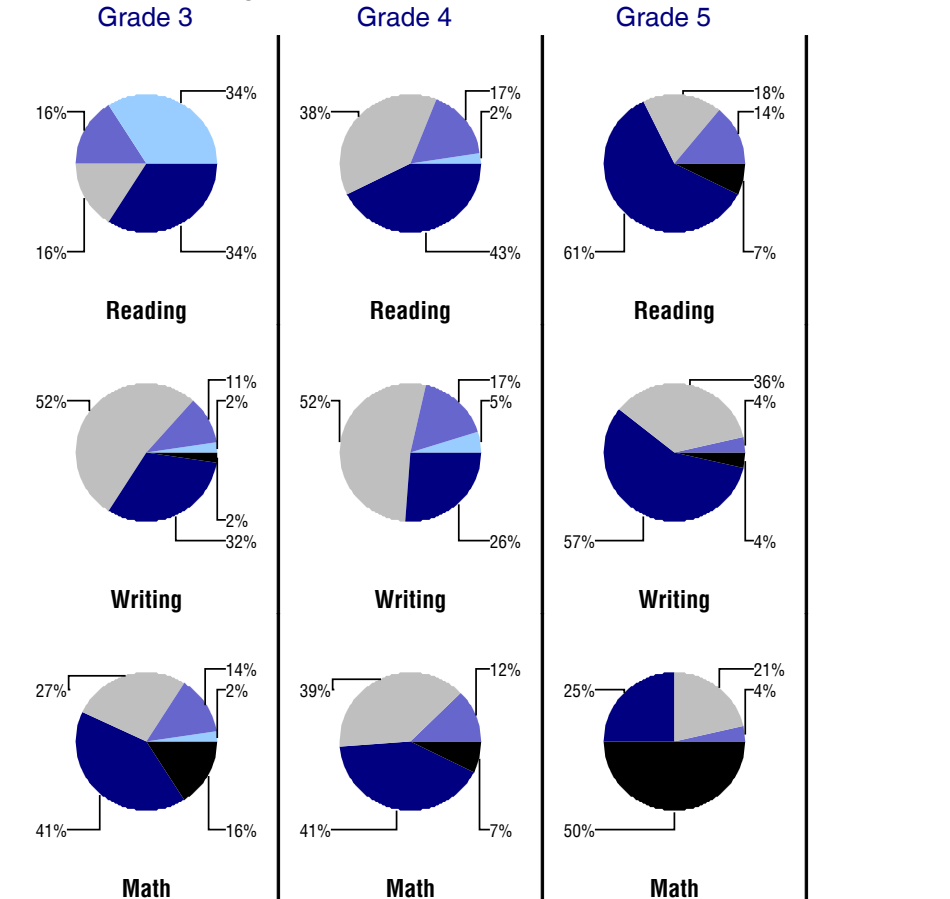 Grade 3 Grade 4 Grade 5
34% 17% 18%
16% 38% 2% 14%
16% 34% 43% 61% 7%
Reading Reading Reading
11% 17% 36%
52% 2% 52% 5% 4%
2%
32% 26% 57% 4%
Writing Writing Writing
14% 12% 21%
27% 2% 39% 25% 4%
41% 16% 41% 7% 50%
Math Math Math